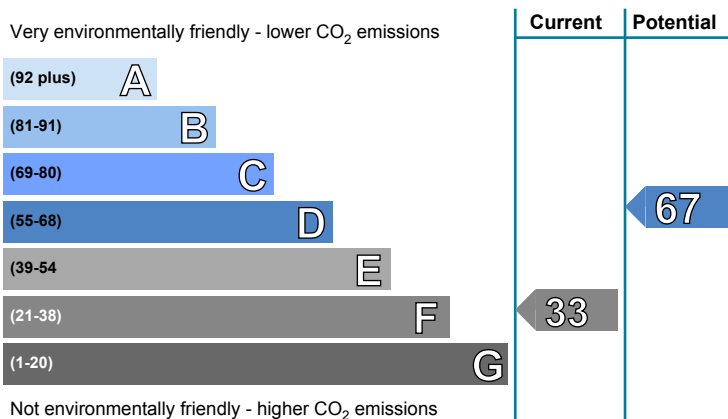 Current Potential
Very environmentally friendly - lower CO2 emissions
(92 plus) A
(81-91) B
(69-80) C
(55-68) D
67
(39-54 E
(21-38) F
33
(1-20) G
Not environmentally friendly - higher CO2 emissions